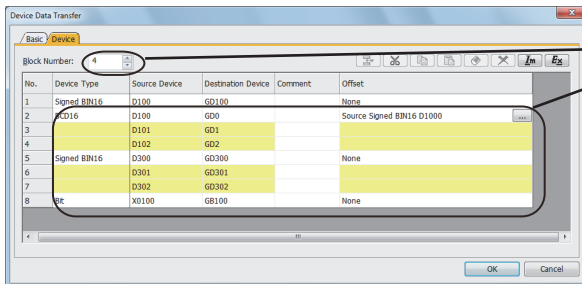 Device Data Transfer
Basic Device
Block Number: 4 Im Ex
No. Device Type Source Device Destination Device Comment Offset
1 Signed BIN16 D100 GD100 None
2 BCD16 D100 GD0 Source Signed BIN16 D1000 ...
3 D101 GD1
4 D102 GD2
5 Signed BIN16 D300 GD300 None
6 D301 GD301
7 D302 GD302
8 Bit X0100 GB100 None
OK Cancel